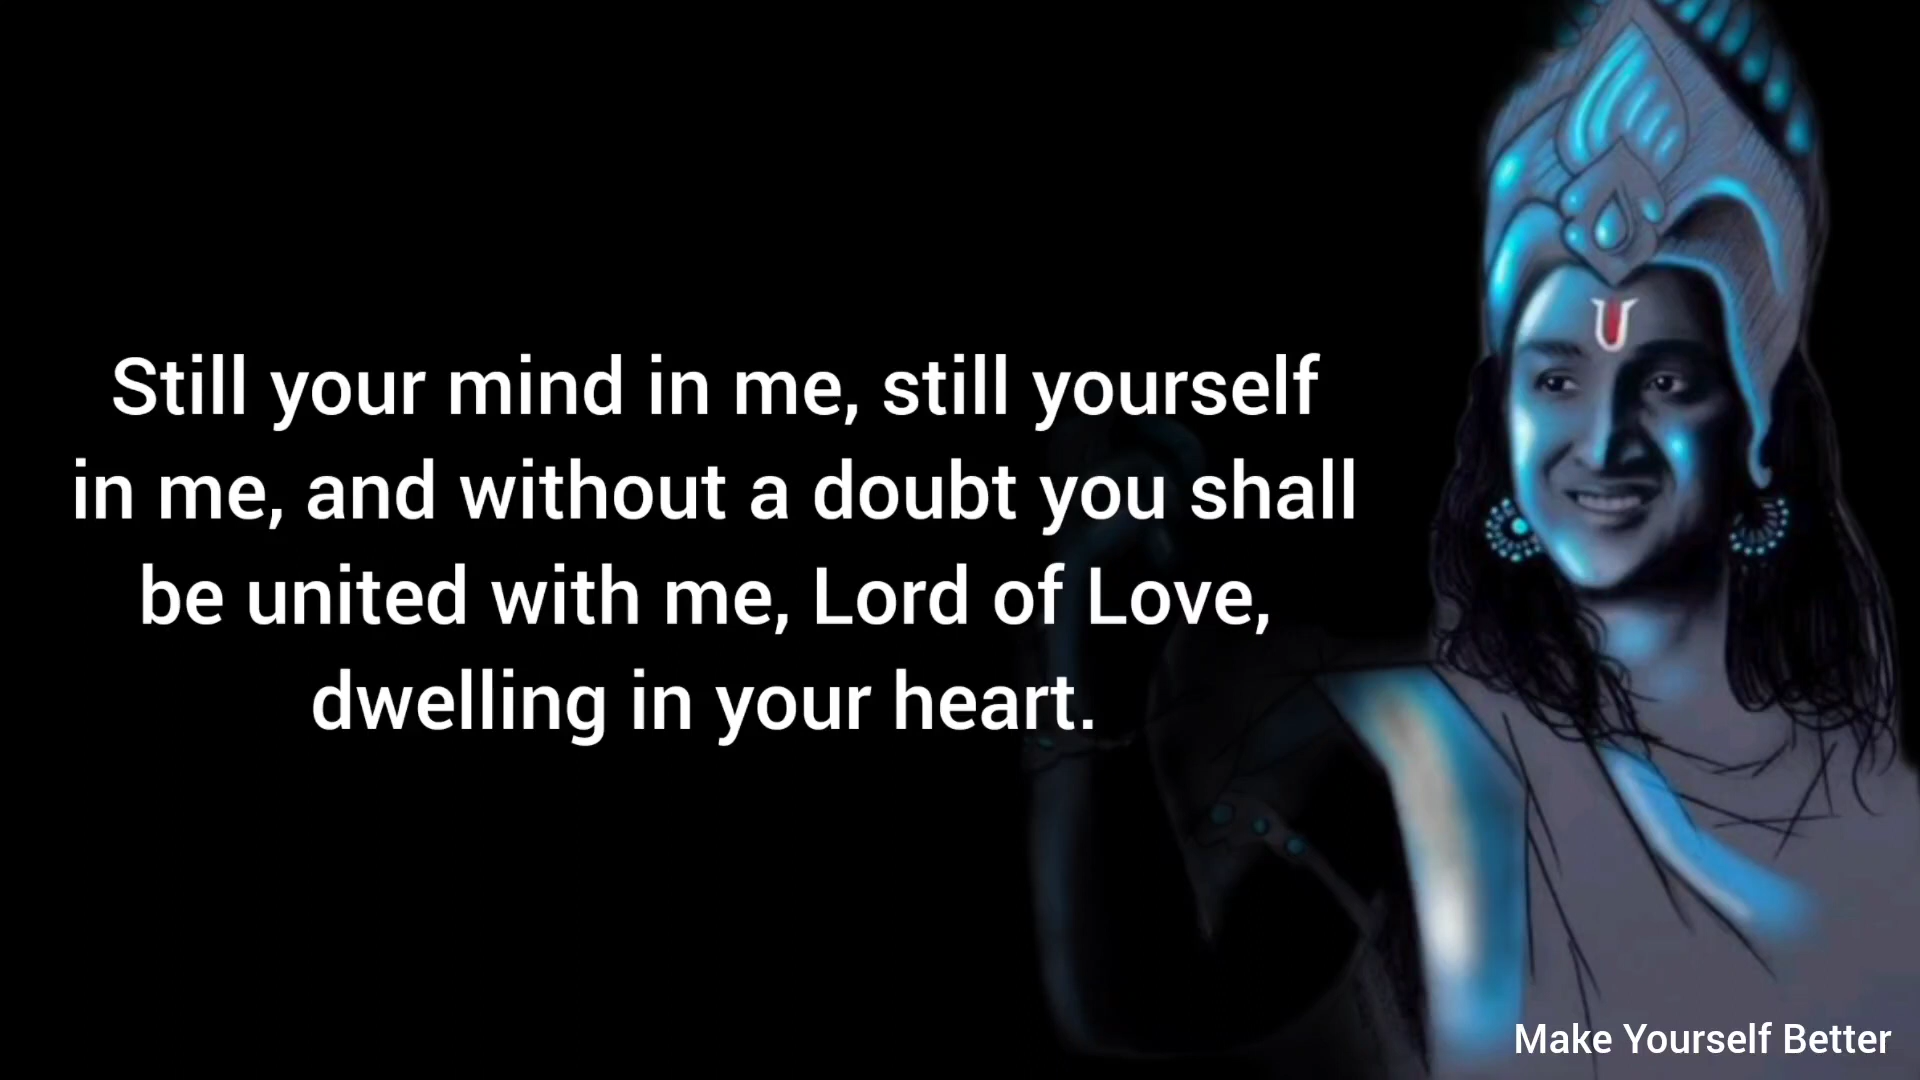 Still your mind in me, still yourself
in me, and without a doubt you shall
be united with me, Lord of Love,
dwelling in your heart.
Make Yourself Better